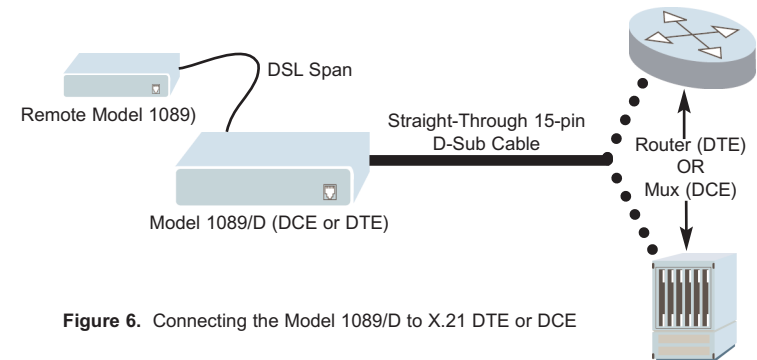 DSL Span
Remote Model 1089)
Straight-Through 15-pin
D-Sub Cable
Router (DTE)
OR
Mux (DCE)
Model 1089/D (DCE or DTE)
Figure 6. Connecting the Model 1089/D to X.21 DTE or DCE